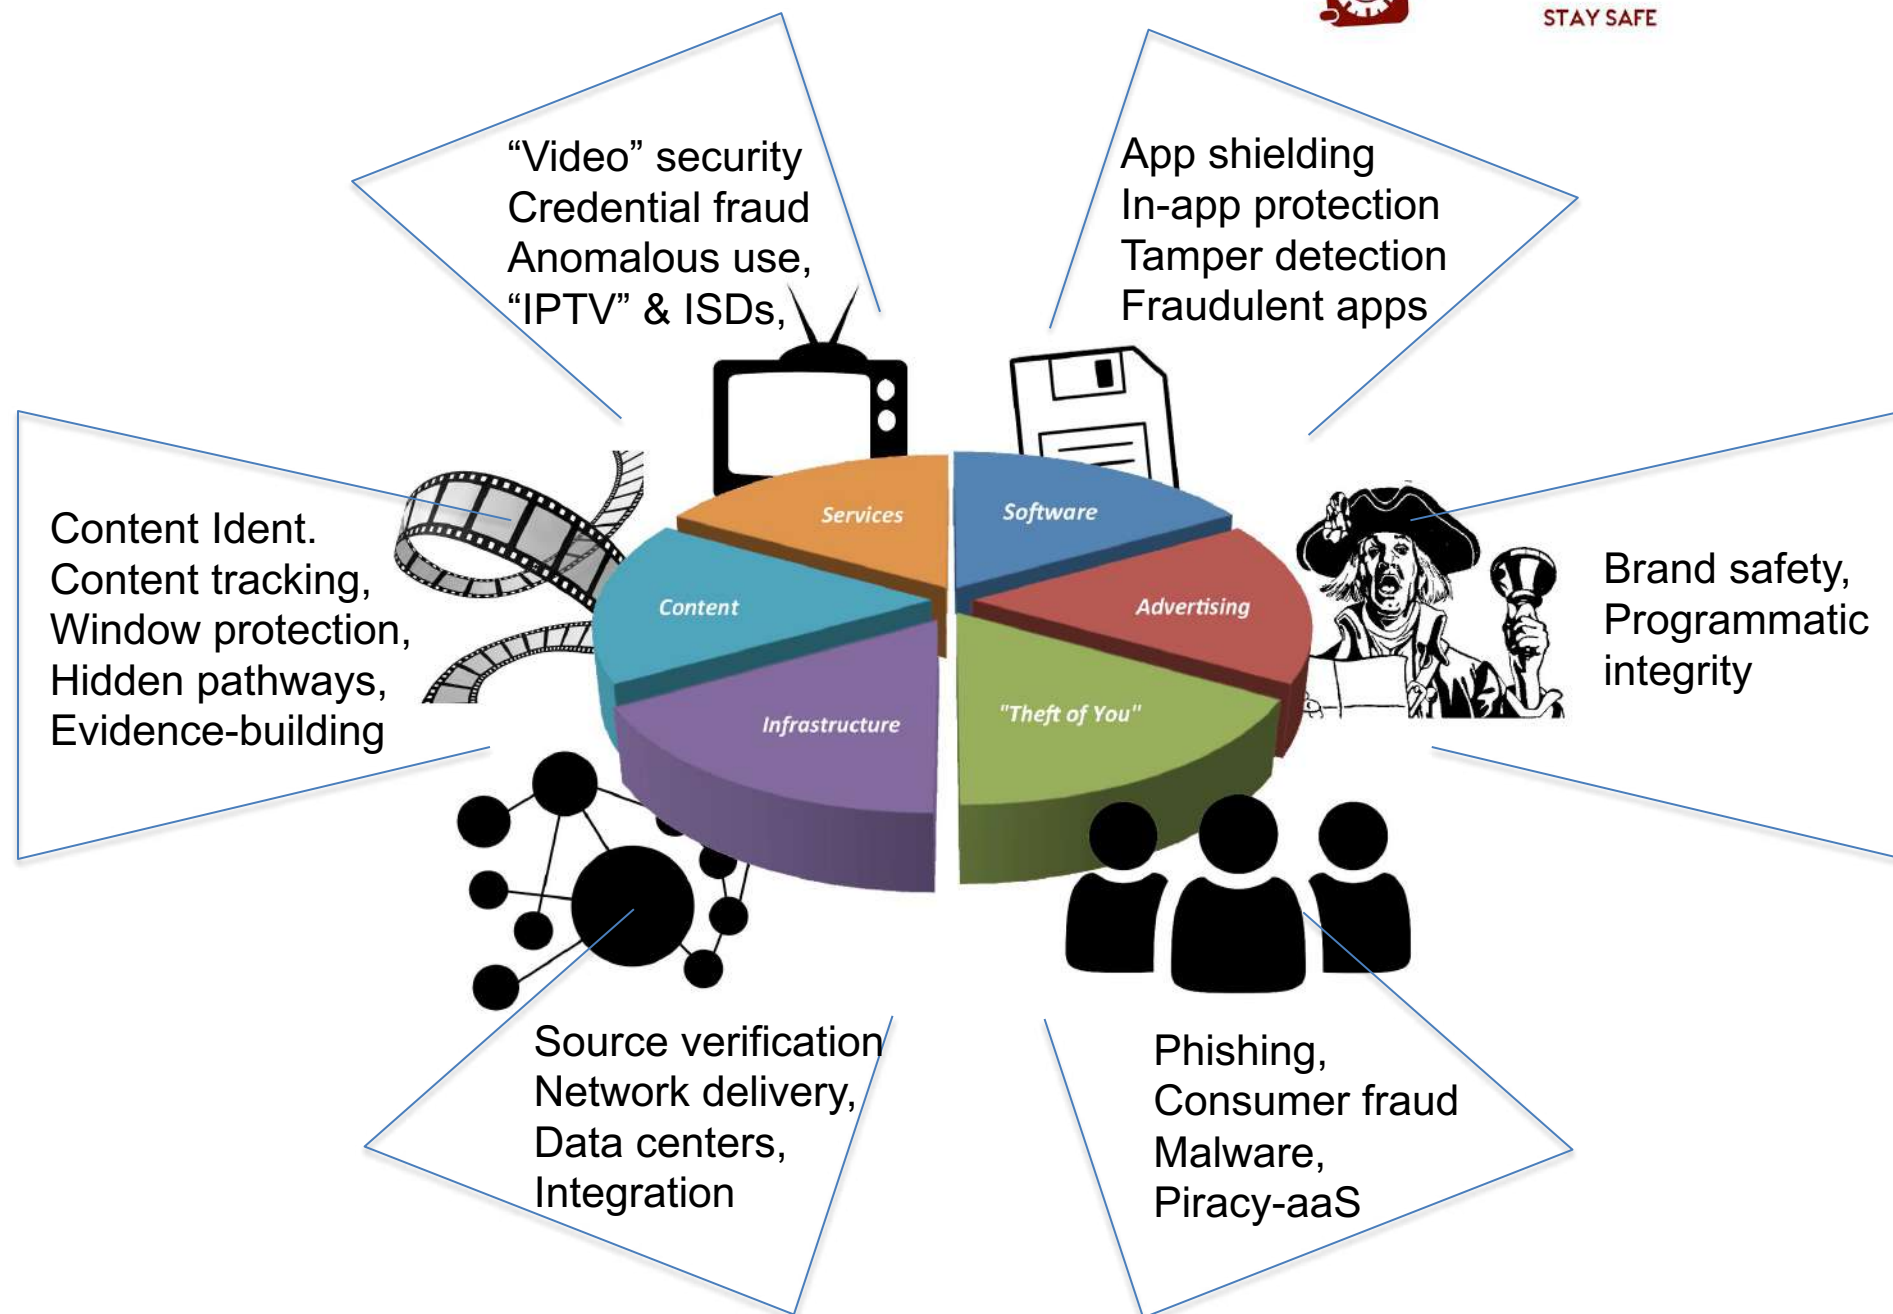 STAY SAFE
“Video” security
Credential fraud
Anomalous use,
“IPTV” & ISDs,
App shielding
In-app protection
Tamper detection
Fraudulent apps
Content Ident.
Content tracking,
Window protection,
Hidden pathways,
Evidence-building
Services
Software
Content
Advertising
Infrastructure
"Theft of You"
Brand safety,
Programmatic
integrity
Source verification
Network delivery,
Data centers,
Integration
Phishing,
Consumer fraud
Malware,
Piracy-aaS